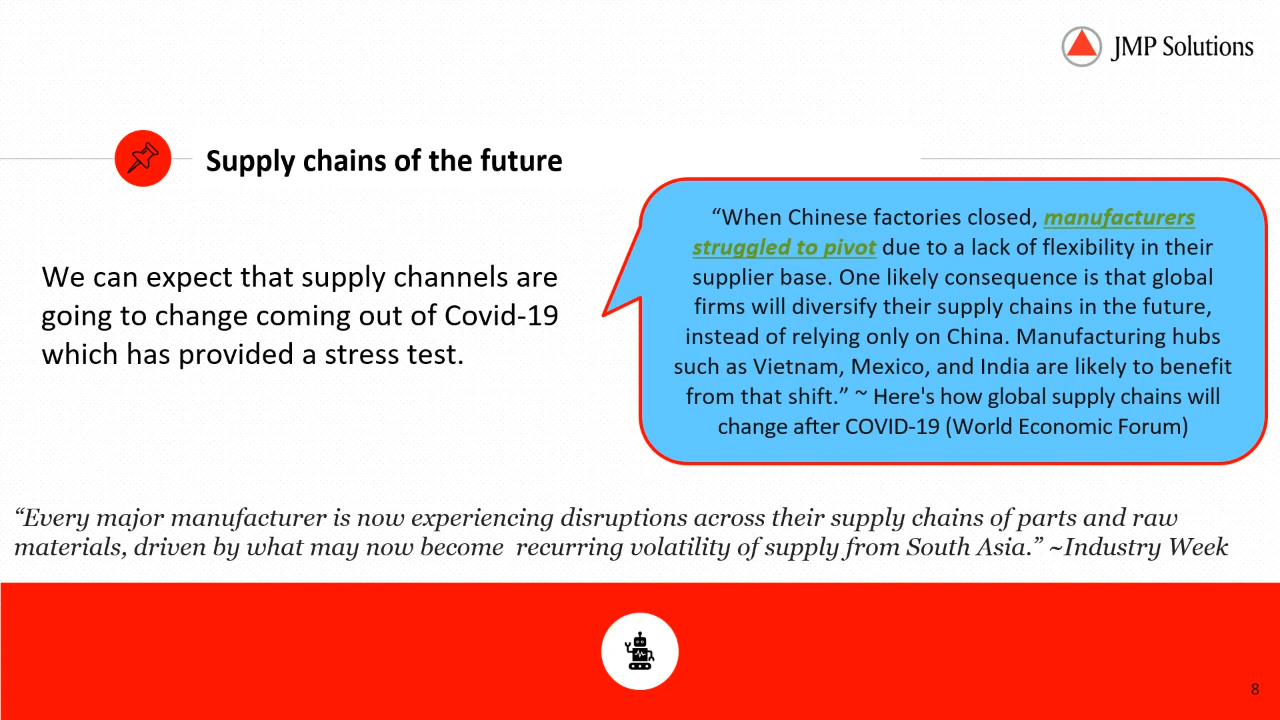 JMP Solutions
Supply chains of the future
We can expect that supply channels are
going to change coming out of Covid-19
which has provided a stress test.
“When Chinese factories closed, manufacturers
struggled to pivot due to a lack of flexibility in their
supplier base. One likely consequence is that global
firms will diversify their supply chains in the future,
instead of relying only on China. Manufacturing hubs
such as Vietnam, Mexico, and India are likely to benefit
from that shift.” ~ Here's how global supply chains will
change after COVID-19 (World Economic Forum)
“Every major manufacturer is now experiencing disruptions across their supply chains of parts and raw
materials, driven by what may now become  recurring volatility of supply from South Asia.” ~Industry Week
8